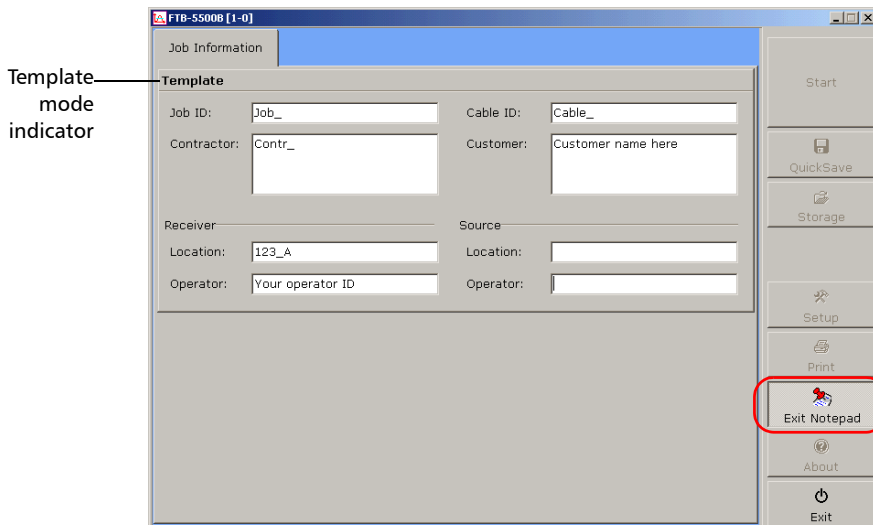 FTB-5500B [1-0]
Job Information
Template
mode
indicator
Template
Job ID: Job_ Cable ID: Cable_
Contractor: Contr_ Customer: Customer name here
Receiver Source
Location: 123_A Location:
Operator: Your operator ID Operator:
Start
QuickSave
Storage
Setup
Print
Exit Notepad
About
Exit